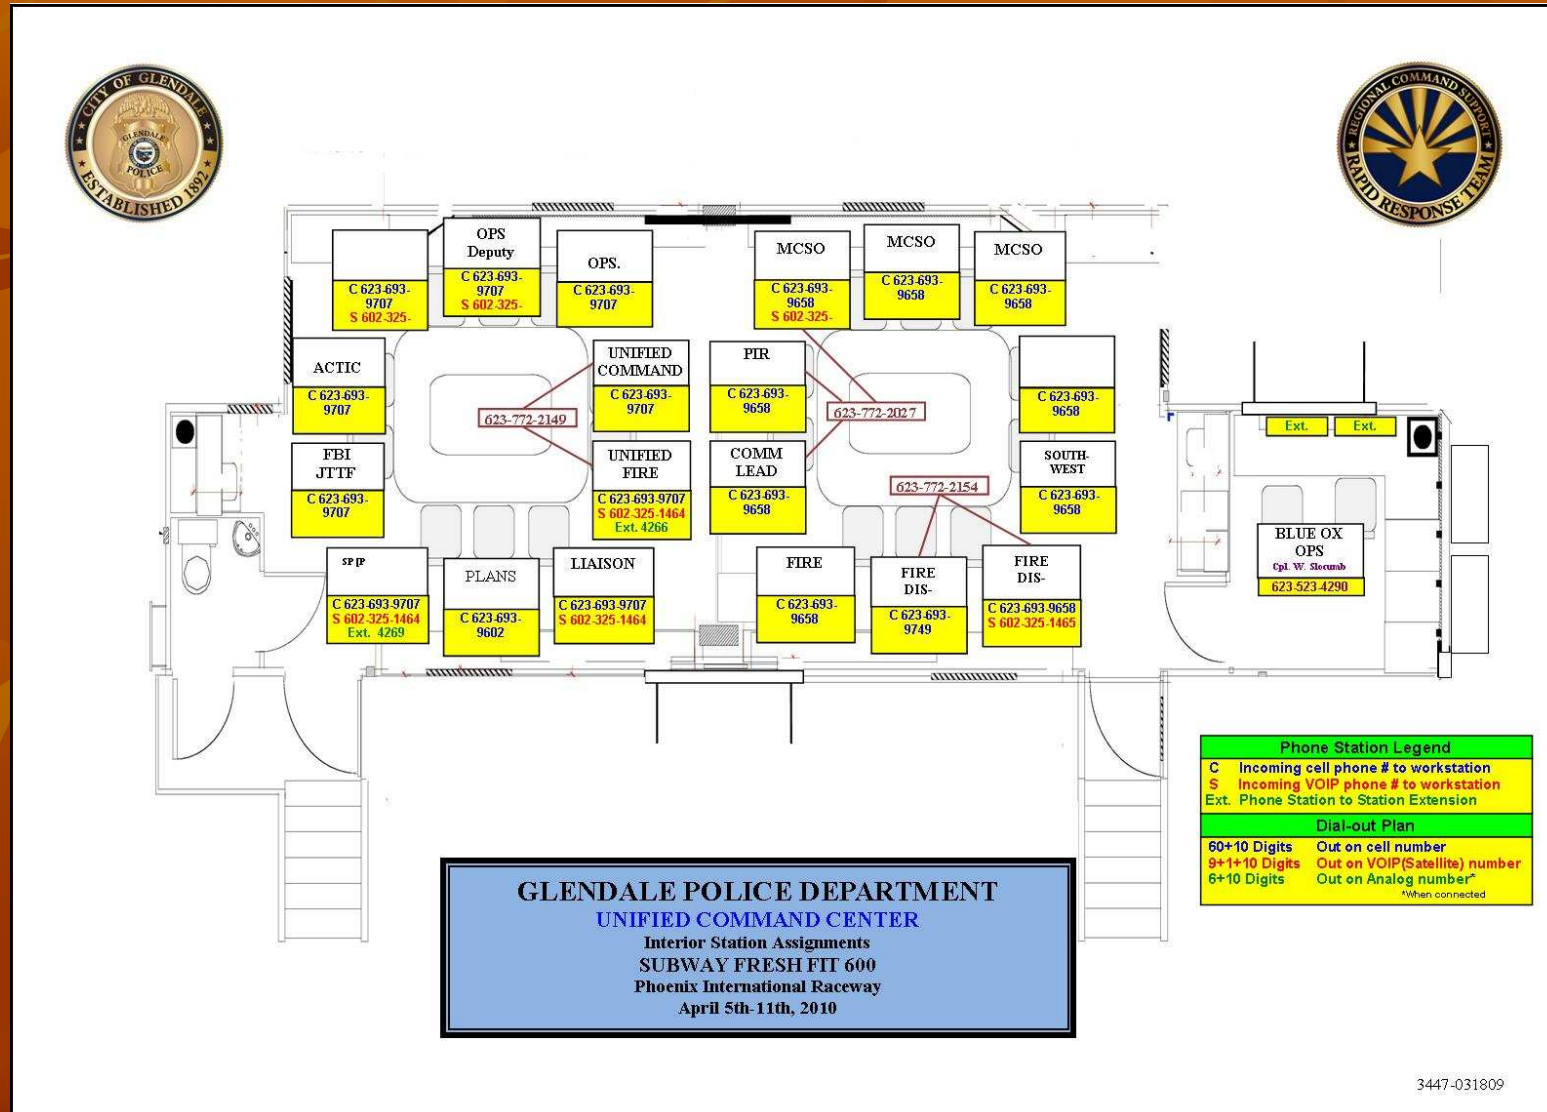 CITY OF GLENDALE
GLENDALE
POLICE
ESTABLISHED 1892
REGIONAL COMMAND SUPPORT
RAPID RESPONSE TEAM
C 623-693-
9707
S 602-325-
OPS
Deputy
C 623-693-
9707
S 602-325-
OPS.
C 623-693-
9707
MCSO
C 623-693-
9658
S 602-325-
MCSO
C 623-693-
9658
MCSO
C 623-693-
9658
ACTIC
C 623-693-
9707
UNIFIED
COMMAND
C 623-693-
9707
PIR
C 623-693-
9658
C 623-693-
9658
623-772-2149
623-772-2027
FBI
JTTF
C 623-693-
9707
UNIFIED
FIRE
C 623-693-9707
S 602-325-1464
Ext. 4266
COMM
LEAD
C 623-693-
9658
623-772-2154
SOUTH-
WEST
C 623-693-
9658
Ext.
Ext.
BLUE OX
OPS
Cpl. W. Slocumb
623-523-4290
C 623-693-9707
S 602-325-1464
Ext. 4269
PLANS
C 623-693-
9602
LIAISON
C 623-693-9707
S 602-325-1464
FIRE
C 623-693-
9658
FIRE
DIS-
C 623-693-
9749
FIRE
DIS-
C 623-693-9658
S 602-325-1465
Phone Station Legend
C Incoming cell phone # to workstation
S Incoming VOIP phone # to workstation
Ext. Phone Station to Station Extension
Dial-out Plan
60+10 Digits Out on cell number
9+1+10 Digits Out on VOIP(Satellite) number
6+10 Digits Out on Analog number*
*When connected
GLENDALE POLICE DEPARTMENT
UNIFIED COMMAND CENTER
Interior Station Assignments
SUBWAY FRESH FIT 600
Phoenix International Raceway
April 5th-11th, 2010
3447-031809